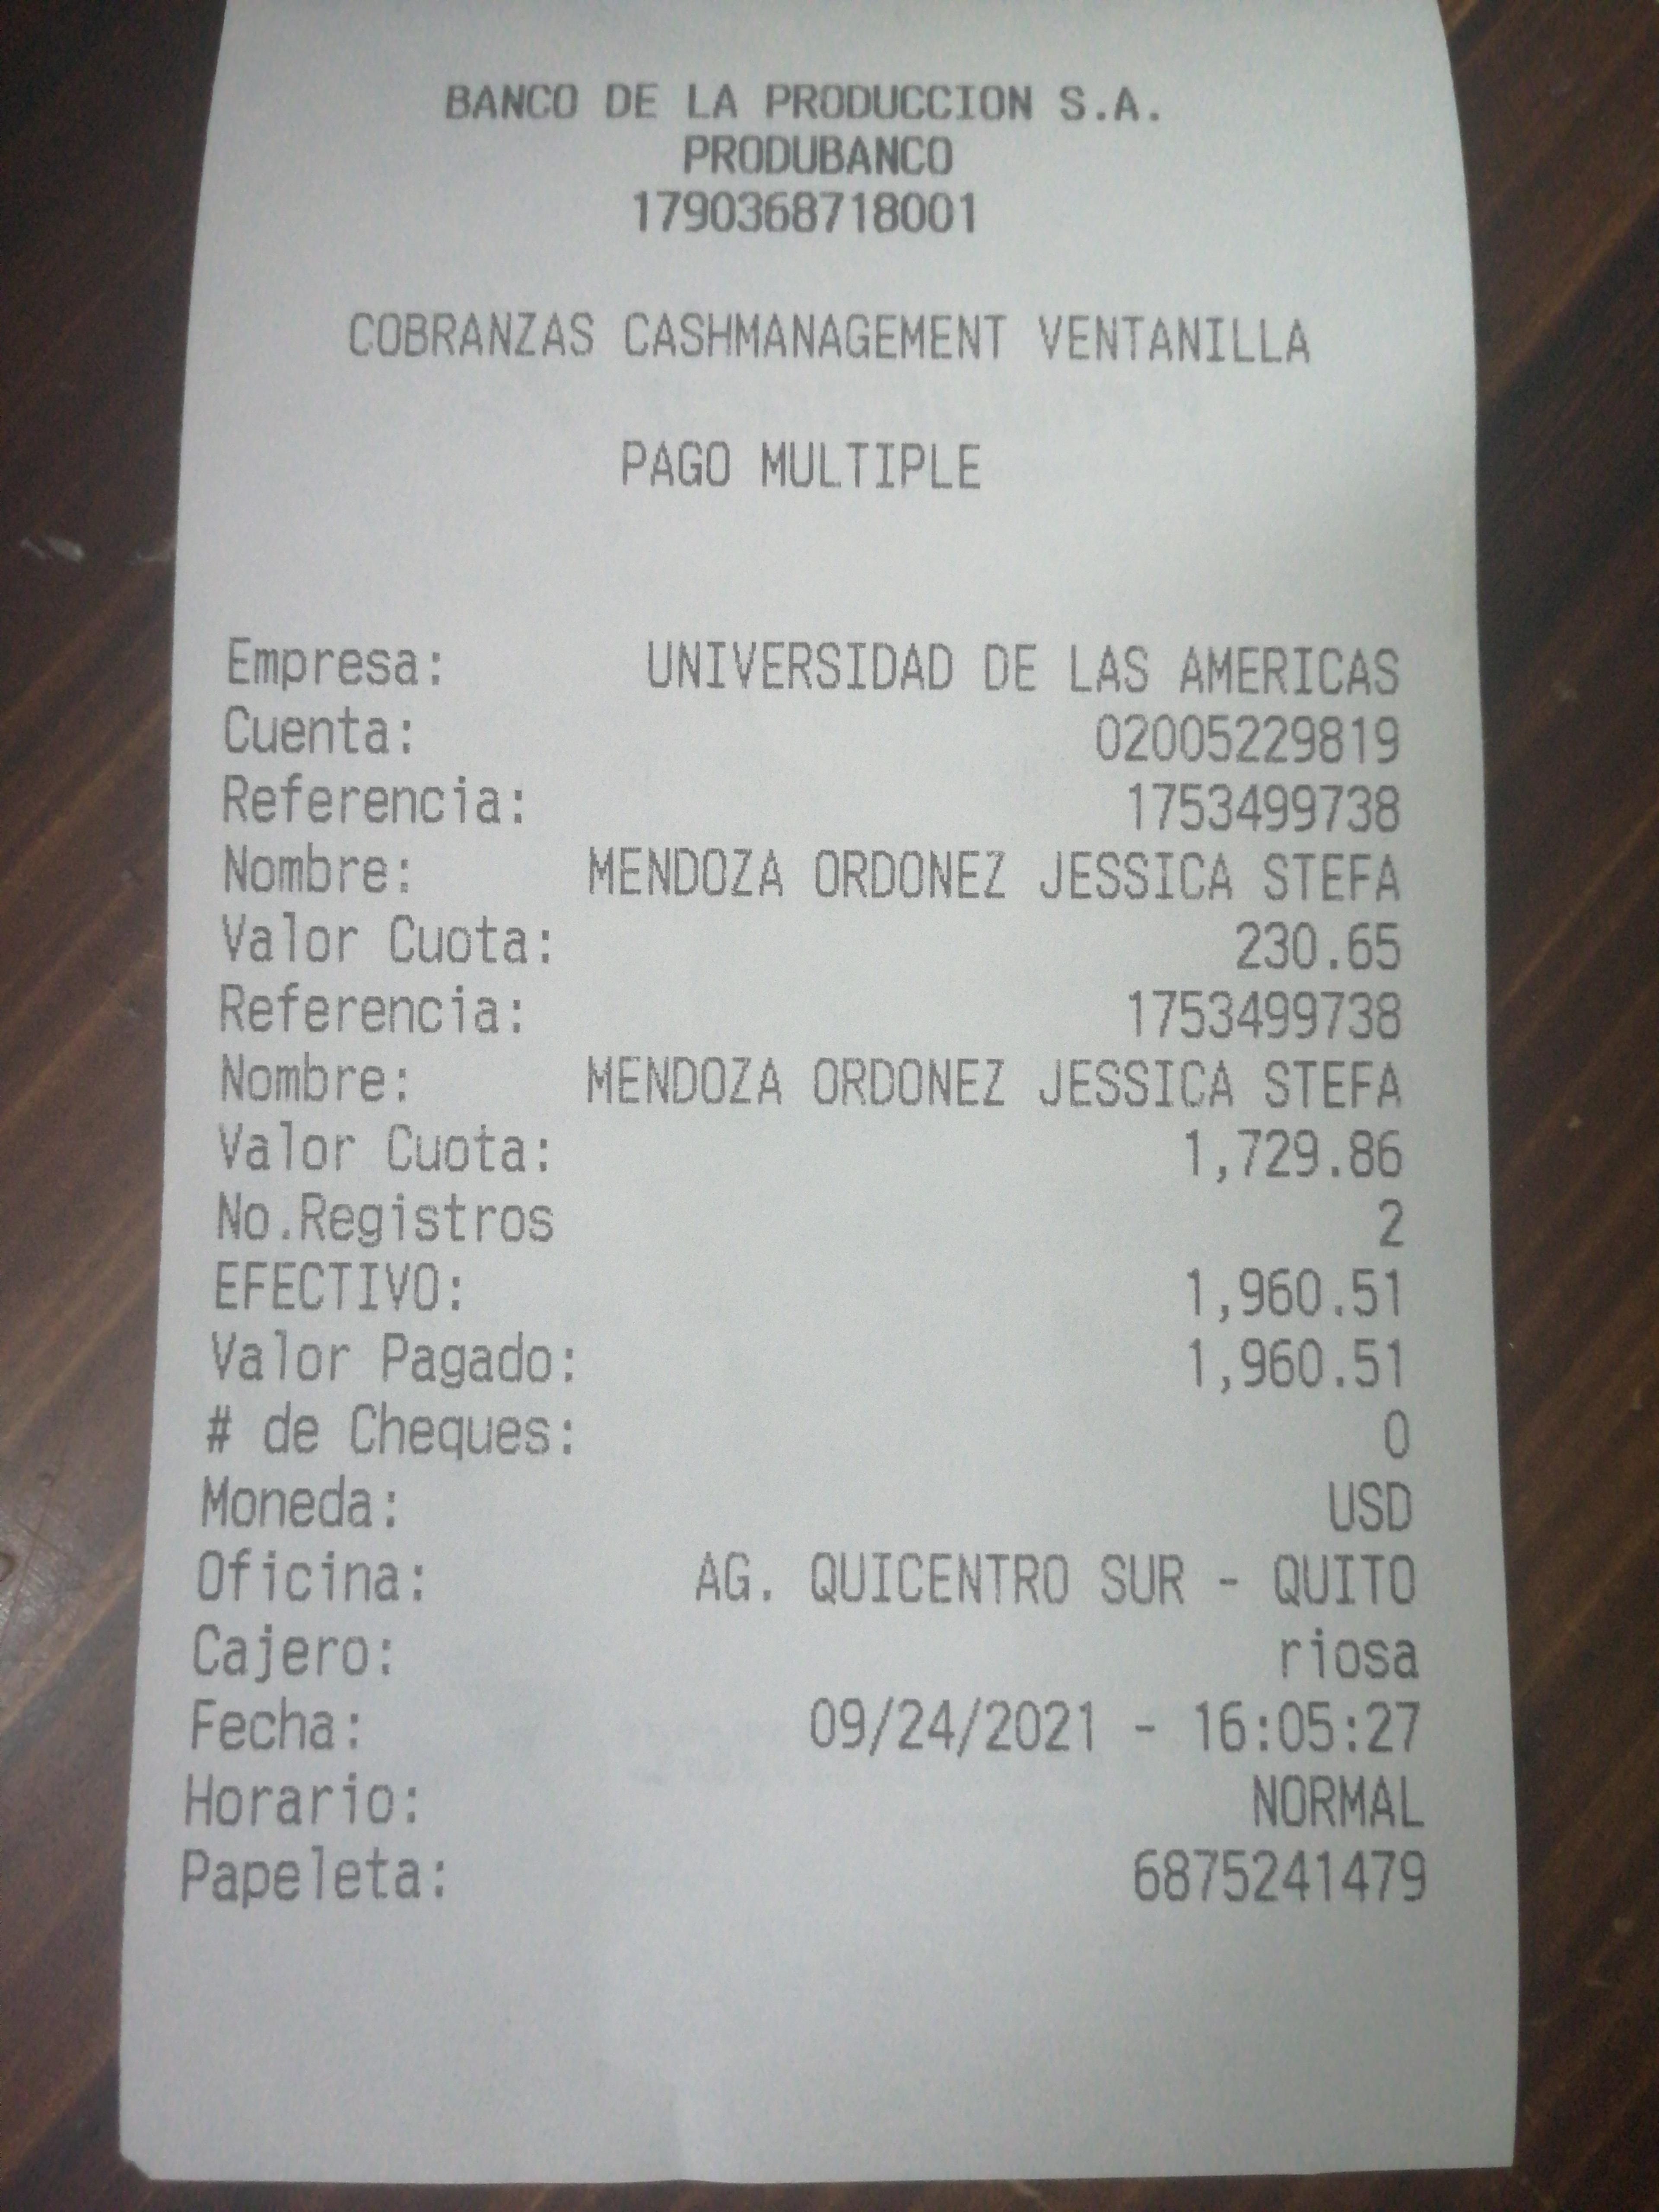 BANCO DE LA PRODUCCION S.A.
PRODUBANCO
1790368718001
COBRANZAS CASHMANAGEMENT VENTANILLA
PAGO MULTIPLE
Empresa: UNIVERSIDAD DE LAS AMERICAS
Cuenta: 02005229819
Referencia: 1753499738
Nombre: MENDOZA ORDONEZ JESSICA STEFA
Valor Cuota: 230.65
Referencia: 1753499738
Nombre: MENDOZA ORDONEZ JESSICA STEFA
Valor Cuota: 1,729.86
No.Registros 2
EFECTIVO: 1,960.51
Valor Pagado: 1,960.51
# de Cheques: 0
Moneda: USD
Oficina: AG. QUICENTRO SUR - QUITO
Cajero: riosa
Fecha: 09/24/2021 - 16:05:27
Horario: NORMAL
Papeleta: 6875241479